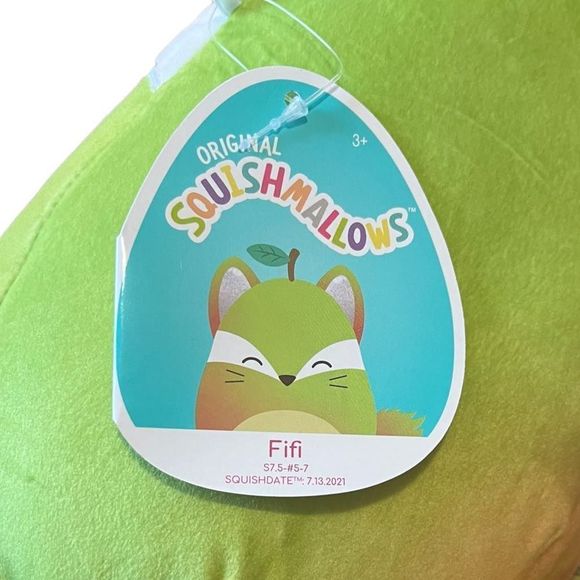 ORIGINAL
3+
SQUISHMALLOWS™
Fifi
S7.5-#5-7
SQUISHDATE™: 7.13.2021